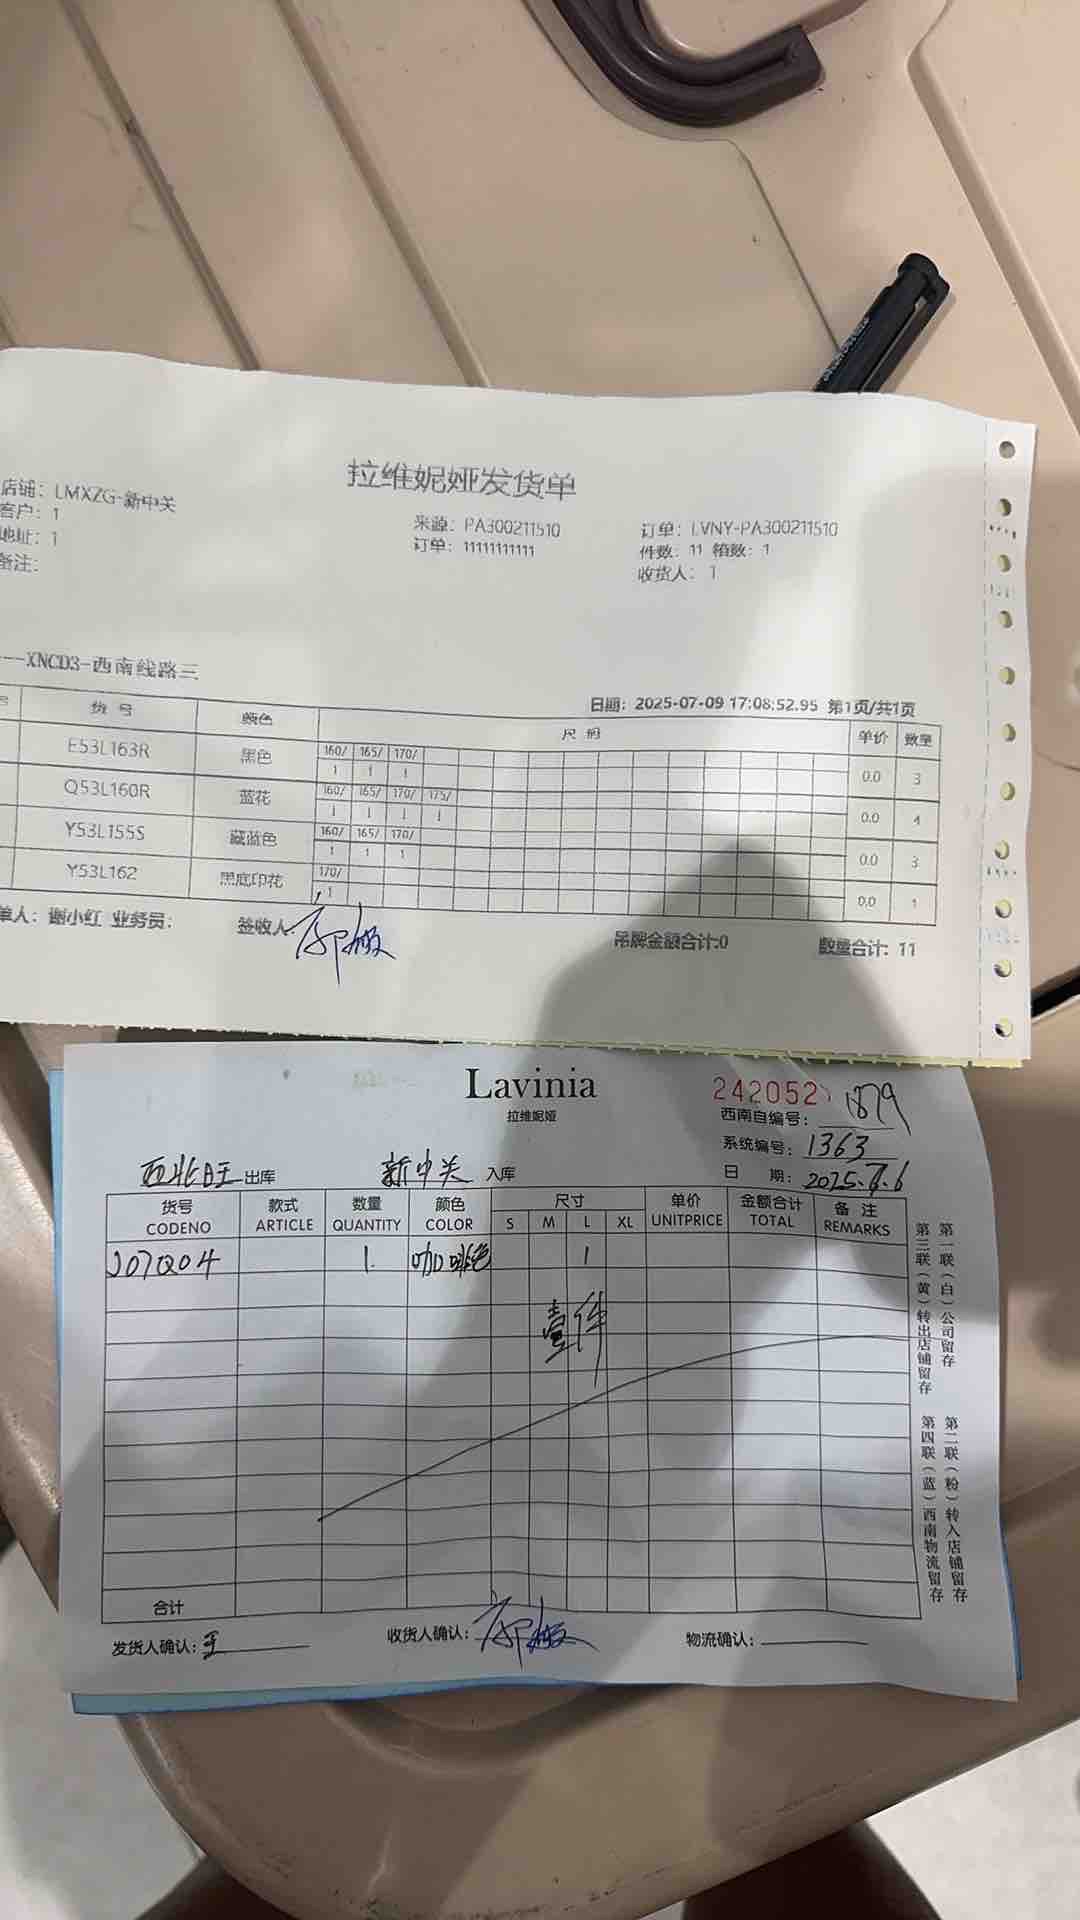 拉维妮娅发货单
店铺：LMXZG-新中关
客户：1
地址：1
备注：
来源：PA300211510
订单：11111111111
订单：LVNY-PA300211510
件数：11 箱数：1
收货人：1
---XNCD3-西南线路三
日期：2025-07-09 17:08:52.95 第1页/共1页
号 货号 颜色 尺码 单价 数量
E53L163R 黑色 160/ 165/ 170/ 0.0 3
1 1 1
Q53L160R 蓝花 160/ 165/ 170/ 175/ 0.0 4
1 1 1 1
Y53L155S 藏蓝色 160/ 165/ 170/ 0.0 3
1 1 1
Y53L162 黑底印花 170/ 0.0 1
1
单人：谢小红 业务员： 签收人 吊牌金额合计:0 数量合计：11
Lavinia
拉维妮娅
242052
西南自编号：1879
系统编号：1363
西北旺 出库 新中关 入库 日期：2025.7.6
货号 款式 数量 颜色 尺寸 单价 金额合计 备注
CODENO ARTICLE QUANTITY COLOR S M L XL UNITPRICE TOTAL REMARKS
J07Q04 1 咖啡色 1
壹件
合计
发货人确认：王 收货人确认： 物流确认：
第一联（白）公司留存
第二联（粉）转入店铺留存
第三联（黄）转出店铺留存
第四联（蓝）西南物流留存